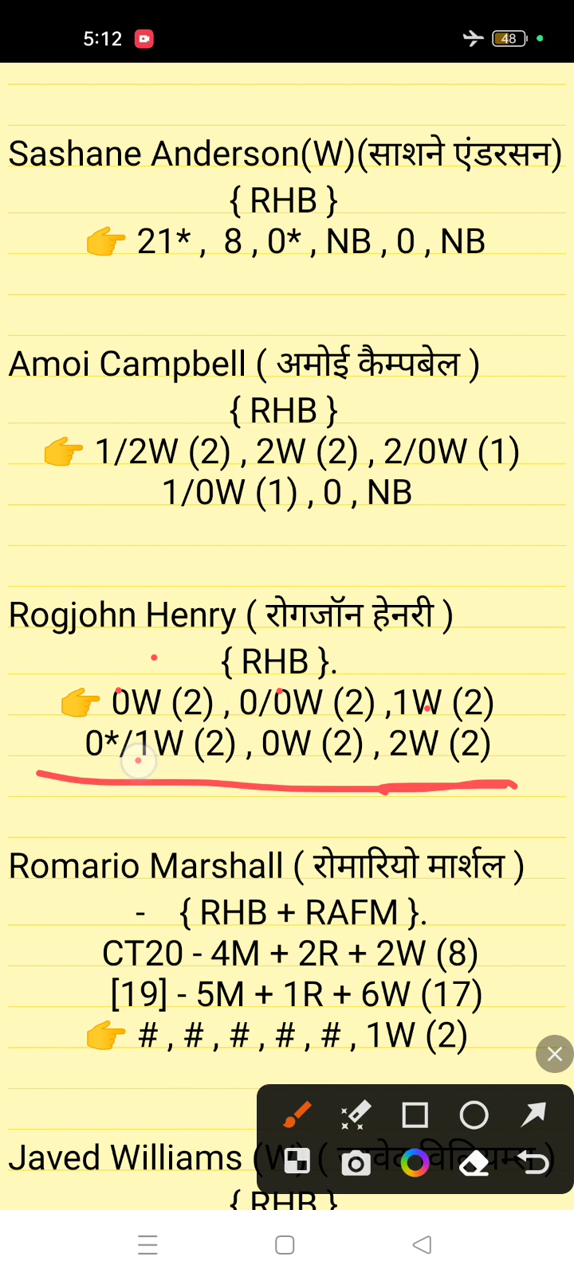 5:12
48
Sashane Anderson(W)(साशने एंडरसन)
{ RHB }
👉 21* , 8 , 0* , NB , 0 , NB
Amoi Campbell ( अमोई कैम्पबेल )
{ RHB }
👉 1/2W (2) , 2W (2) , 2/0W (1)
1/0W (1) , 0 , NB
Rogjohn Henry ( रोगजॉन हेनरी )
{ RHB }.
👉 0W (2) , 0/0W (2) ,1W (2)
0*/1W (2) , 0W (2) , 2W (2)
Romario Marshall ( रोमारियो मार्शल )
- { RHB + RAFM }.
CT20 - 4M + 2R + 2W (8)
[19] - 5M + 1R + 6W (17)
👉 # , # , # , # , # , 1W (2)
Javed Williams (W) (
{ RHB }